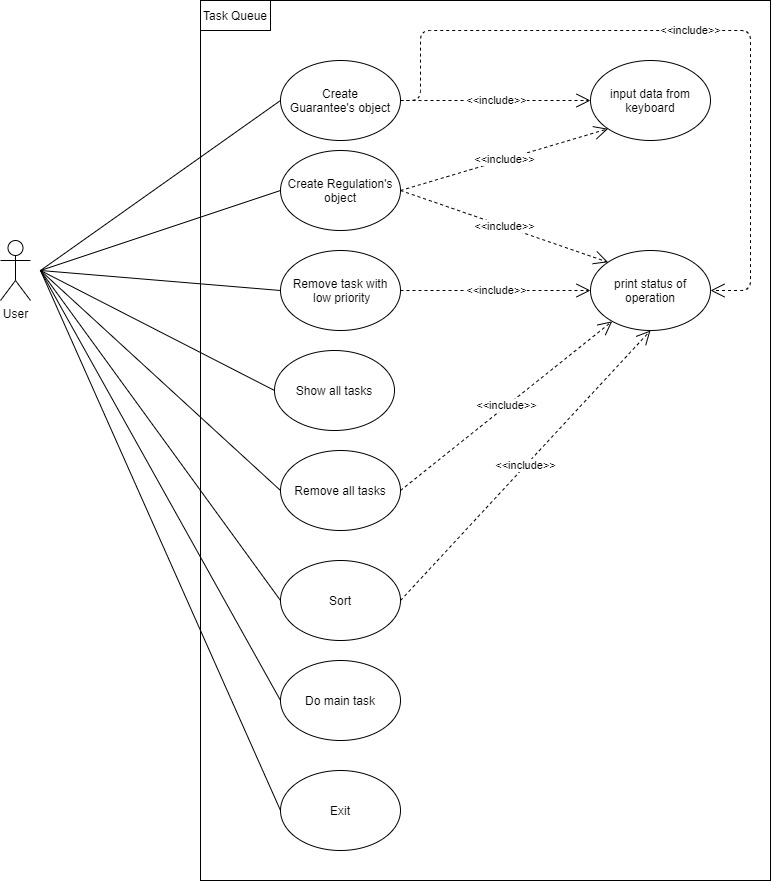 Task Queue
<<include>>
Create
Guarantee's object
<<include>>
input data from
keyboard
<<include>>
Create Regulation's
object
<<include>>
User
Remove task with
low priority
<<include>>
print status of
operation
Show all tasks
<<include>>
<<include>>
Remove all tasks
Sort
Do main task
Exit